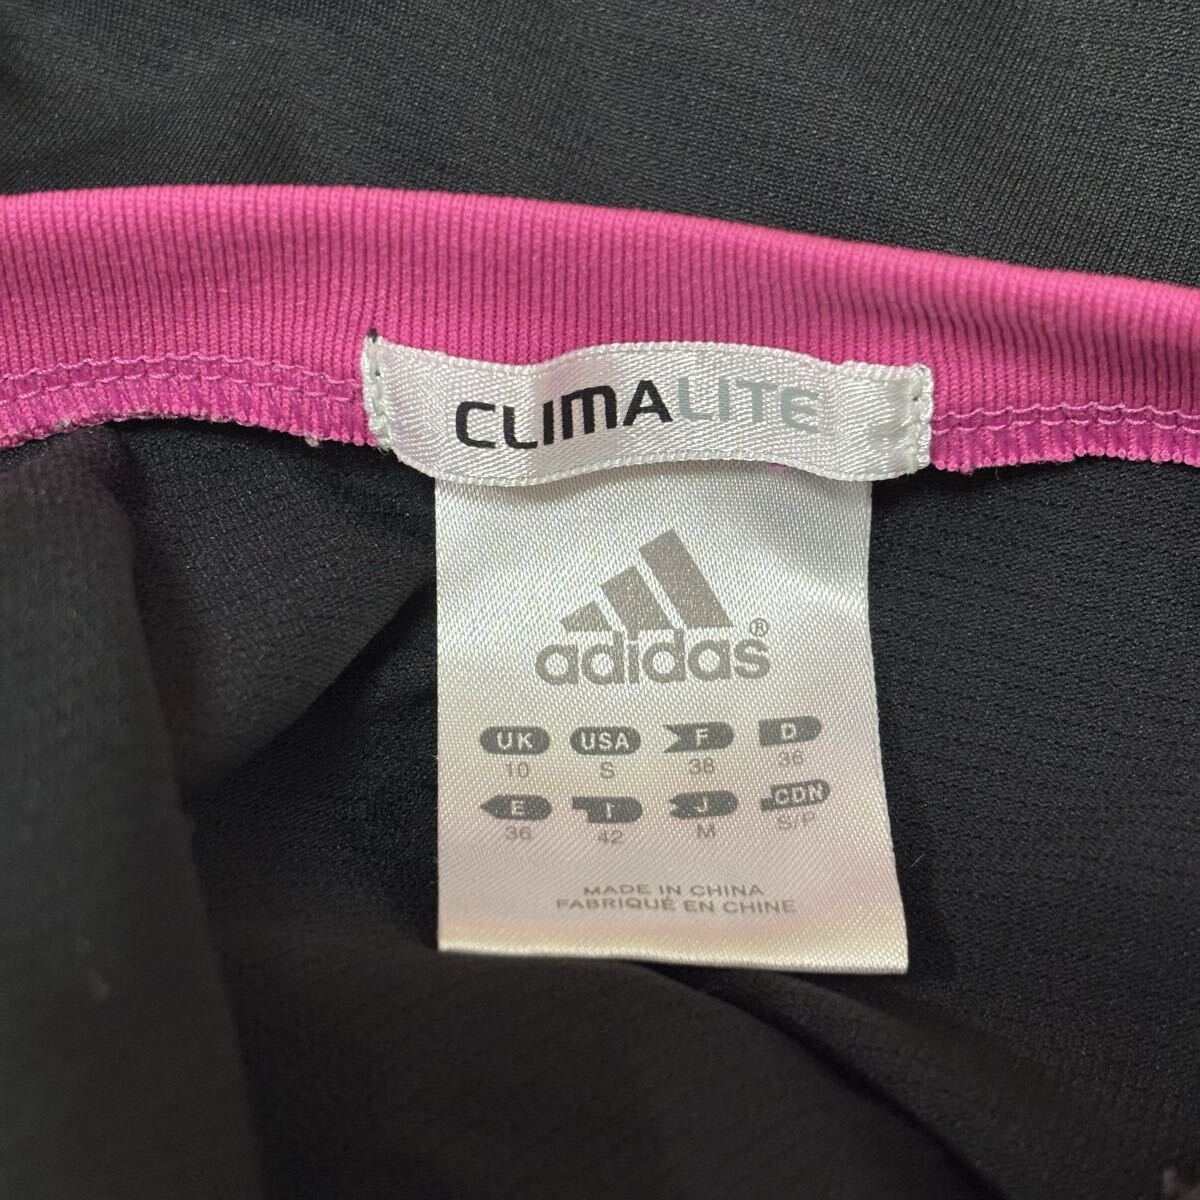 CLIMALITE
adidas®
UK USA F D
10 S 38 36
E I J CDN
36 42 M S/P
MADE IN CHINA
FABRIQUÉ EN CHINE